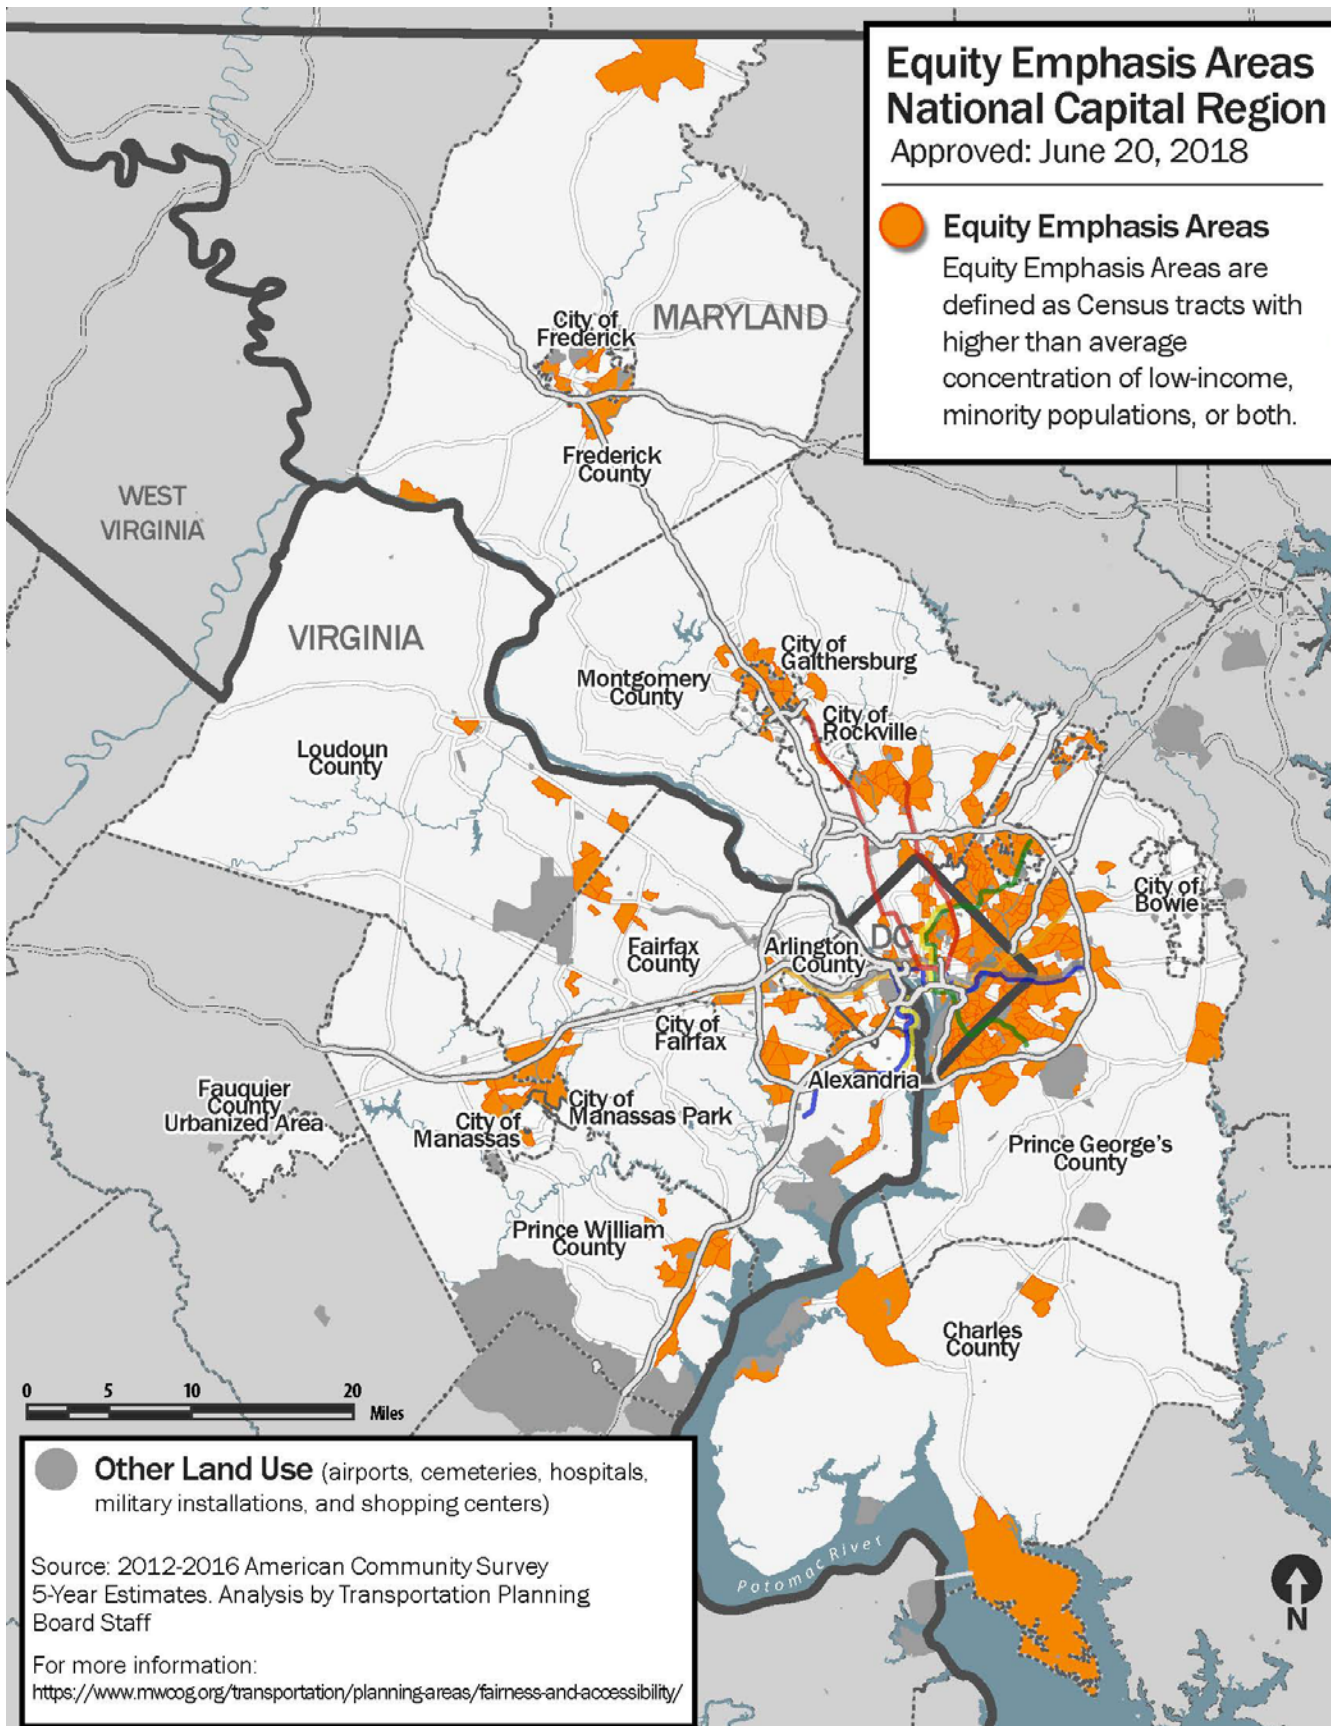 Equity Emphasis Areas
National Capital Region
Approved: June 20, 2018
Equity Emphasis Areas
Equity Emphasis Areas are
defined as Census tracts with
higher than average
concentration of low-income,
minority populations, or both.
City of
Frederick
MARYLAND
Frederick
County
WEST
VIRGINIA
VIRGINIA
City of
Gaithersburg
Montgomery
County
City of
Rockville
Loudoun
County
City of
Bowie
DC
Arlington
County
Fairfax
County
City of
Fairfax
Alexandria
Fauquier
County
Urbanized Area
City of
Manassas Park
City of
Manassas
Prince George's
County
Prince William
County
Charles
County
0 5 10 20
Miles
Other Land Use (airports, cemeteries, hospitals,
military installations, and shopping centers)
Source: 2012-2016 American Community Survey
5-Year Estimates. Analysis by Transportation Planning
Board Staff
For more information:
https://www.mwcog.org/transportation/planning-areas/fairness-and-accessibility/
Potomac River
N